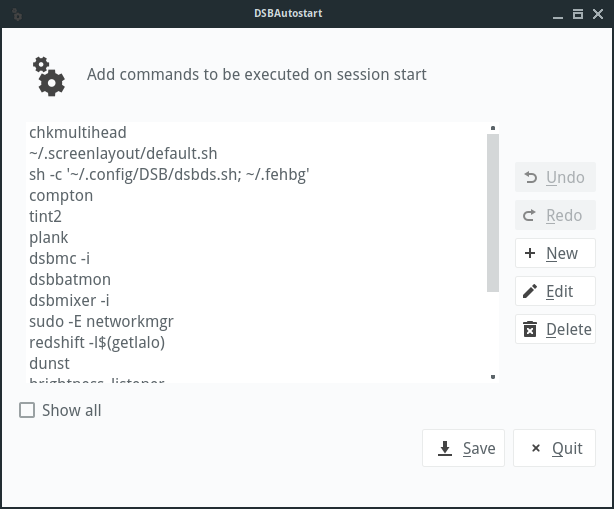 DSBAutostart
Add commands to be executed on session start
chkmultihead
~/.screenlayout/default.sh
sh -c '~/.config/DSB/dsbds.sh; ~/.fehbg'
compton
tint2
plank
dsbmc -i
dsbbatmon
dsbmixer -i
sudo -E networkmgr
redshift -l$(getlalo)
dunst
Undo
Redo
New
Edit
Delete
Show all
Save
Quit